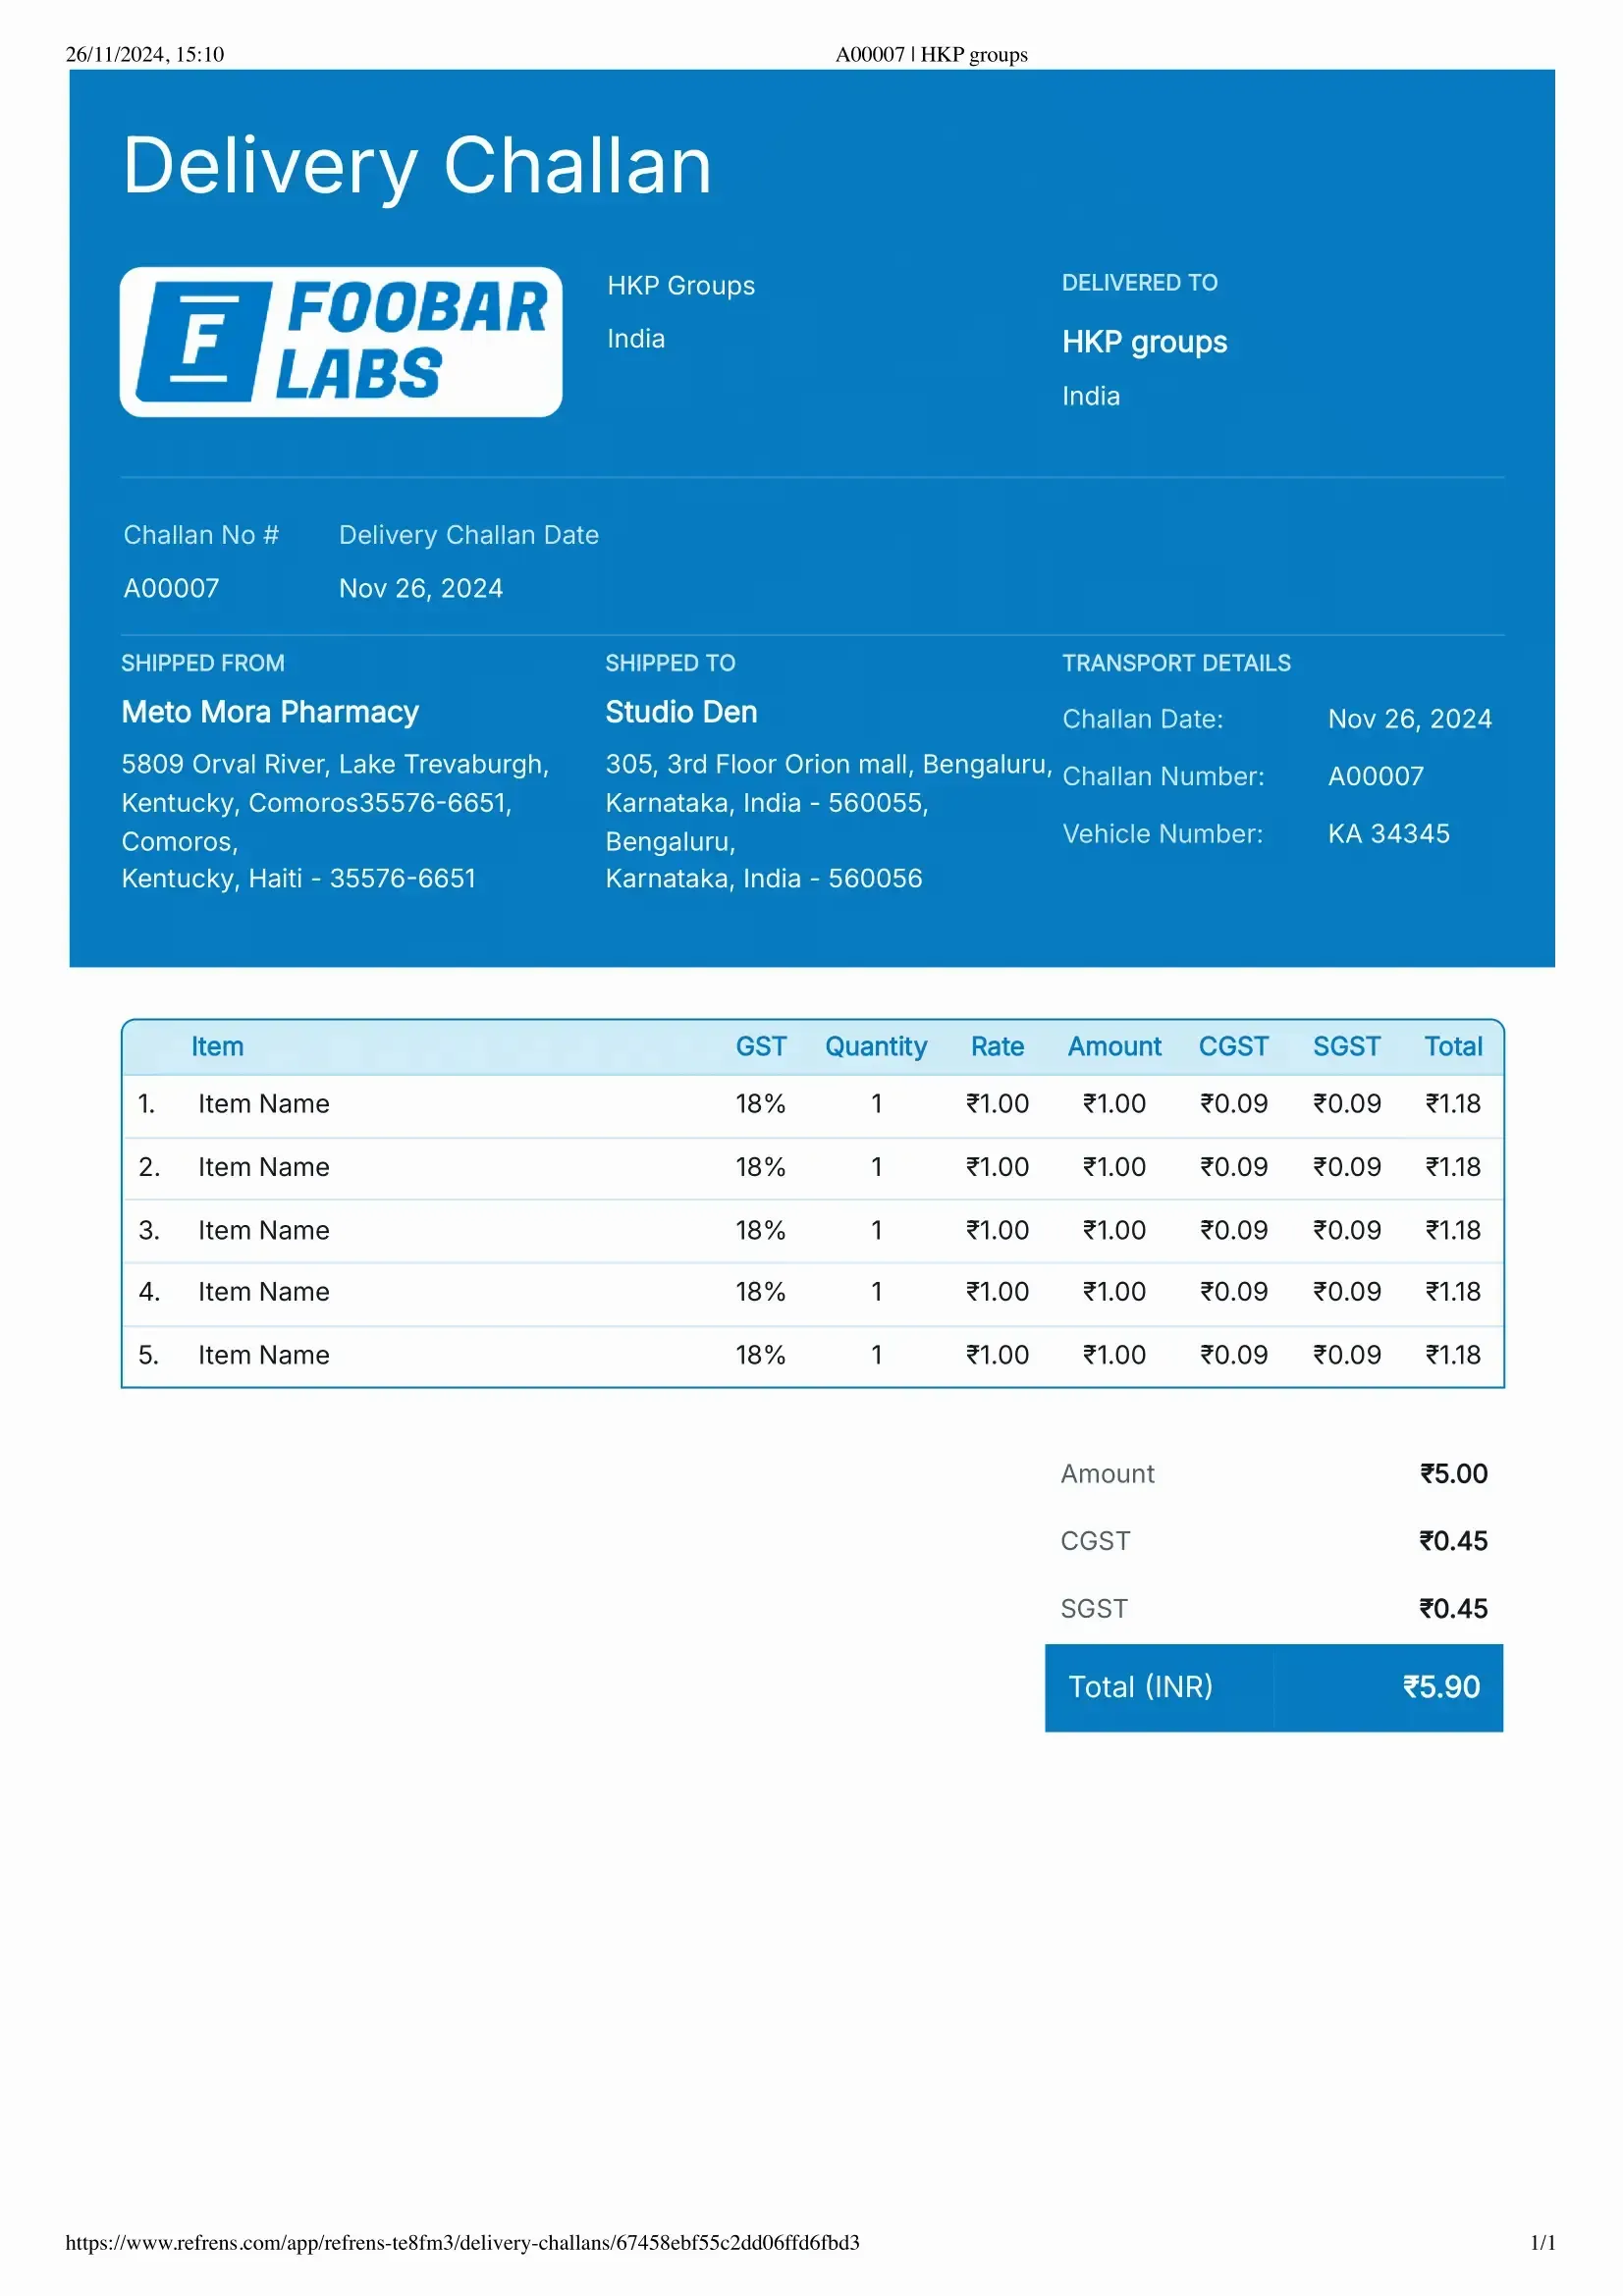 26/11/2024, 15:10
A00007 | HKP groups
Delivery Challan
FOOBAR
LABS
F
HKP Groups
India
DELIVERED TO
HKP groups
India
Challan No #
Delivery Challan Date
A00007
Nov 26, 2024
SHIPPED FROM
Meto Mora Pharmacy
5809 Orval River, Lake Trevaburgh,
Kentucky, Comoros35576-6651,
Comoros,
Kentucky, Haiti - 35576-6651
SHIPPED TO
Studio Den
305, 3rd Floor Orion mall, Bengaluru,
Karnataka, India - 560055,
Bengaluru,
Karnataka, India - 560056
TRANSPORT DETAILS
Challan Date: Nov 26, 2024
Challan Number: A00007
Vehicle Number: KA 34345
Item GST Quantity Rate Amount CGST SGST Total
1. Item Name 18% 1 ₹1.00 ₹1.00 ₹0.09 ₹0.09 ₹1.18
2. Item Name 18% 1 ₹1.00 ₹1.00 ₹0.09 ₹0.09 ₹1.18
3. Item Name 18% 1 ₹1.00 ₹1.00 ₹0.09 ₹0.09 ₹1.18
4. Item Name 18% 1 ₹1.00 ₹1.00 ₹0.09 ₹0.09 ₹1.18
5. Item Name 18% 1 ₹1.00 ₹1.00 ₹0.09 ₹0.09 ₹1.18
Amount ₹5.00
CGST ₹0.45
SGST ₹0.45
Total (INR) ₹5.90
https://www.refrens.com/app/refrens-te8fm3/delivery-challans/67458ebf55c2dd06ffd6fbd3
1/1